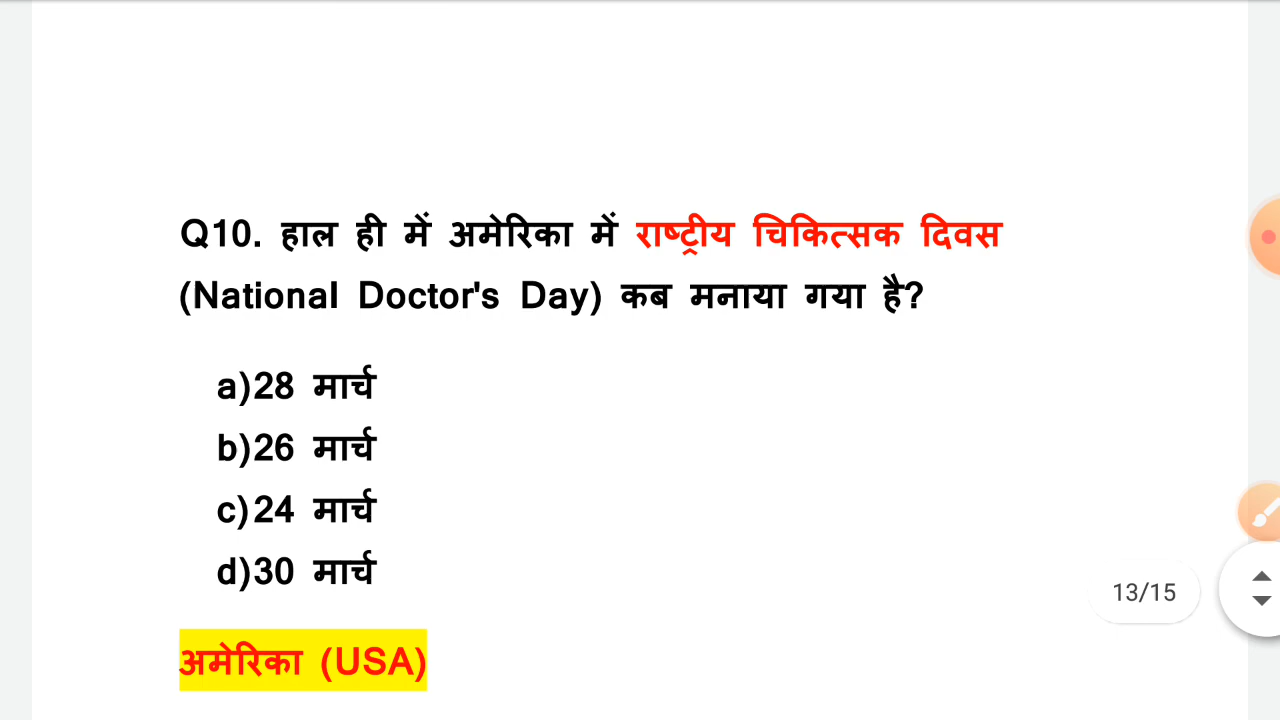 Q10. हाल ही में अमेरिका में राष्ट्रीय चिकित्सक दिवस
(National Doctor's Day) कब मनाया गया है?
a)28 मार्च
b)26 मार्च
c)24 मार्च
d)30 मार्च
13/15
अमेरिका (USA)